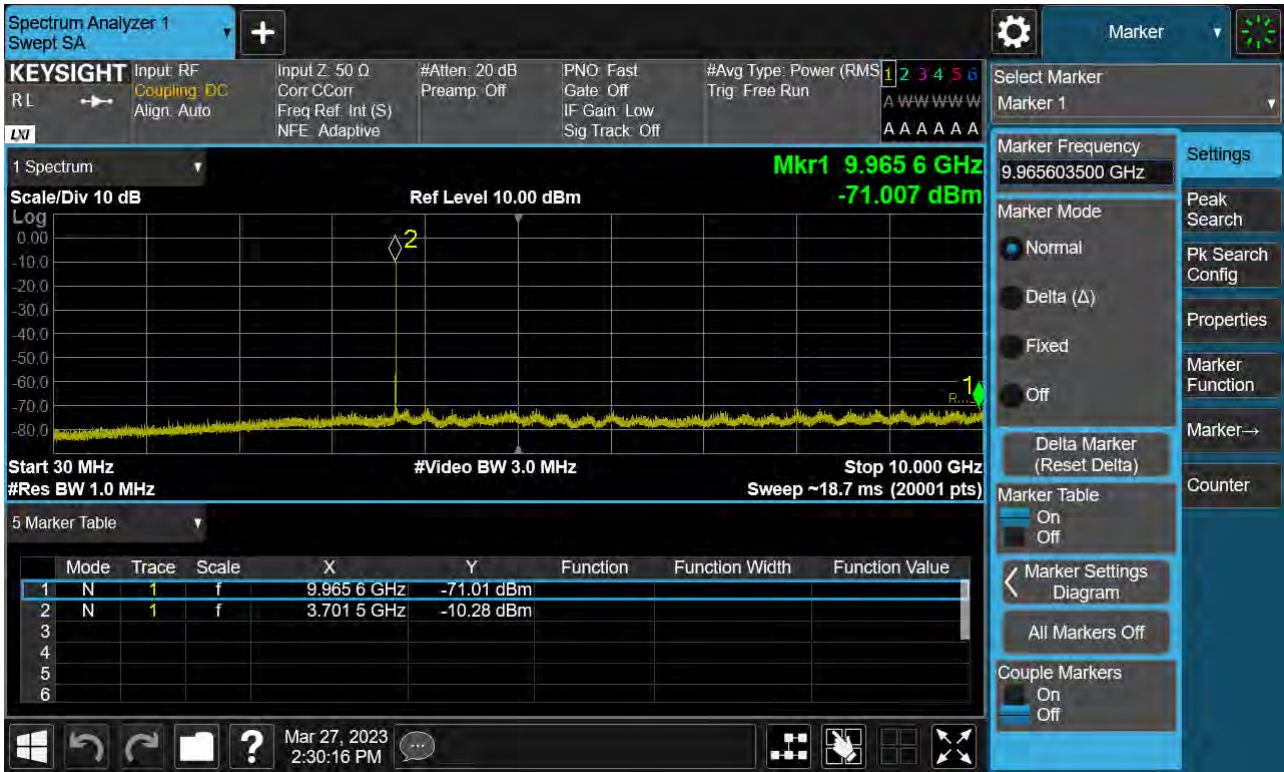 Spectrum Analyzer 1
Swept SA
+
Marker
KEYSIGHT
RL
LXI
Input: RF
Coupling: DC
Align: Auto
Input Z: 50 Ω
Corr CCorr
Freq Ref: Int (S)
NFE: Adaptive
#Atten: 20 dB
Preamp: Off
PNO: Fast
Gate: Off
IF Gain: Low
Sig Track: Off
#Avg Type: Power (RMS
Trig: Free Run
1 2 3 4 5 6
A W W W W W
A A A A A A
Select Marker
Marker 1
1 Spectrum
Mkr1 9.965 6 GHz
-71.007 dBm
Scale/Div 10 dB
Ref Level 10.00 dBm
Log
0.00
-10.0
-20.0
-30.0
-40.0
-50.0
-60.0
-70.0
-80.0
2
1
R...
Start 30 MHz
#Video BW 3.0 MHz
Stop 10.000 GHz
#Res BW 1.0 MHz
Sweep ~18.7 ms (20001 pts)
5 Marker Table
Mode Trace Scale X Y Function Function Width Function Value
1 N 1 f 9.965 6 GHz -71.01 dBm
2 N 1 f 3.701 5 GHz -10.28 dBm
3
4
5
6
Marker Frequency
9.965603500 GHz
Marker Mode
Normal
Delta (Δ)
Fixed
Off
Delta Marker
(Reset Delta)
Marker Table
On
Off
Marker Settings
Diagram
All Markers Off
Couple Markers
On
Off
Settings
Peak
Search
Pk Search
Config
Properties
Marker
Function
Marker→
Counter
?
Mar 27, 2023
2:30:16 PM